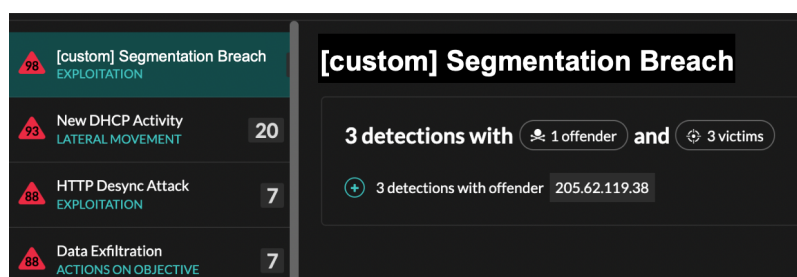 98
[custom] Segmentation Breach
EXPLOITATION
93
New DHCP Activity
LATERAL MOVEMENT
20
88
HTTP Desync Attack
EXPLOITATION
7
88
Data Exfiltration
ACTIONS ON OBJECTIVE
7
[custom] Segmentation Breach
3 detections with 1 offender and 3 victims
3 detections with offender 205.62.119.38